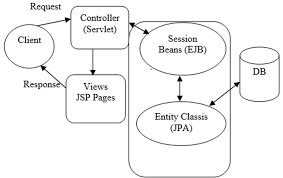 Request
Controller
(Servlet)
Client
Session
Beans (EJB)
DB
Response
Views
JSP Pages
Entity Classis
(JPA)